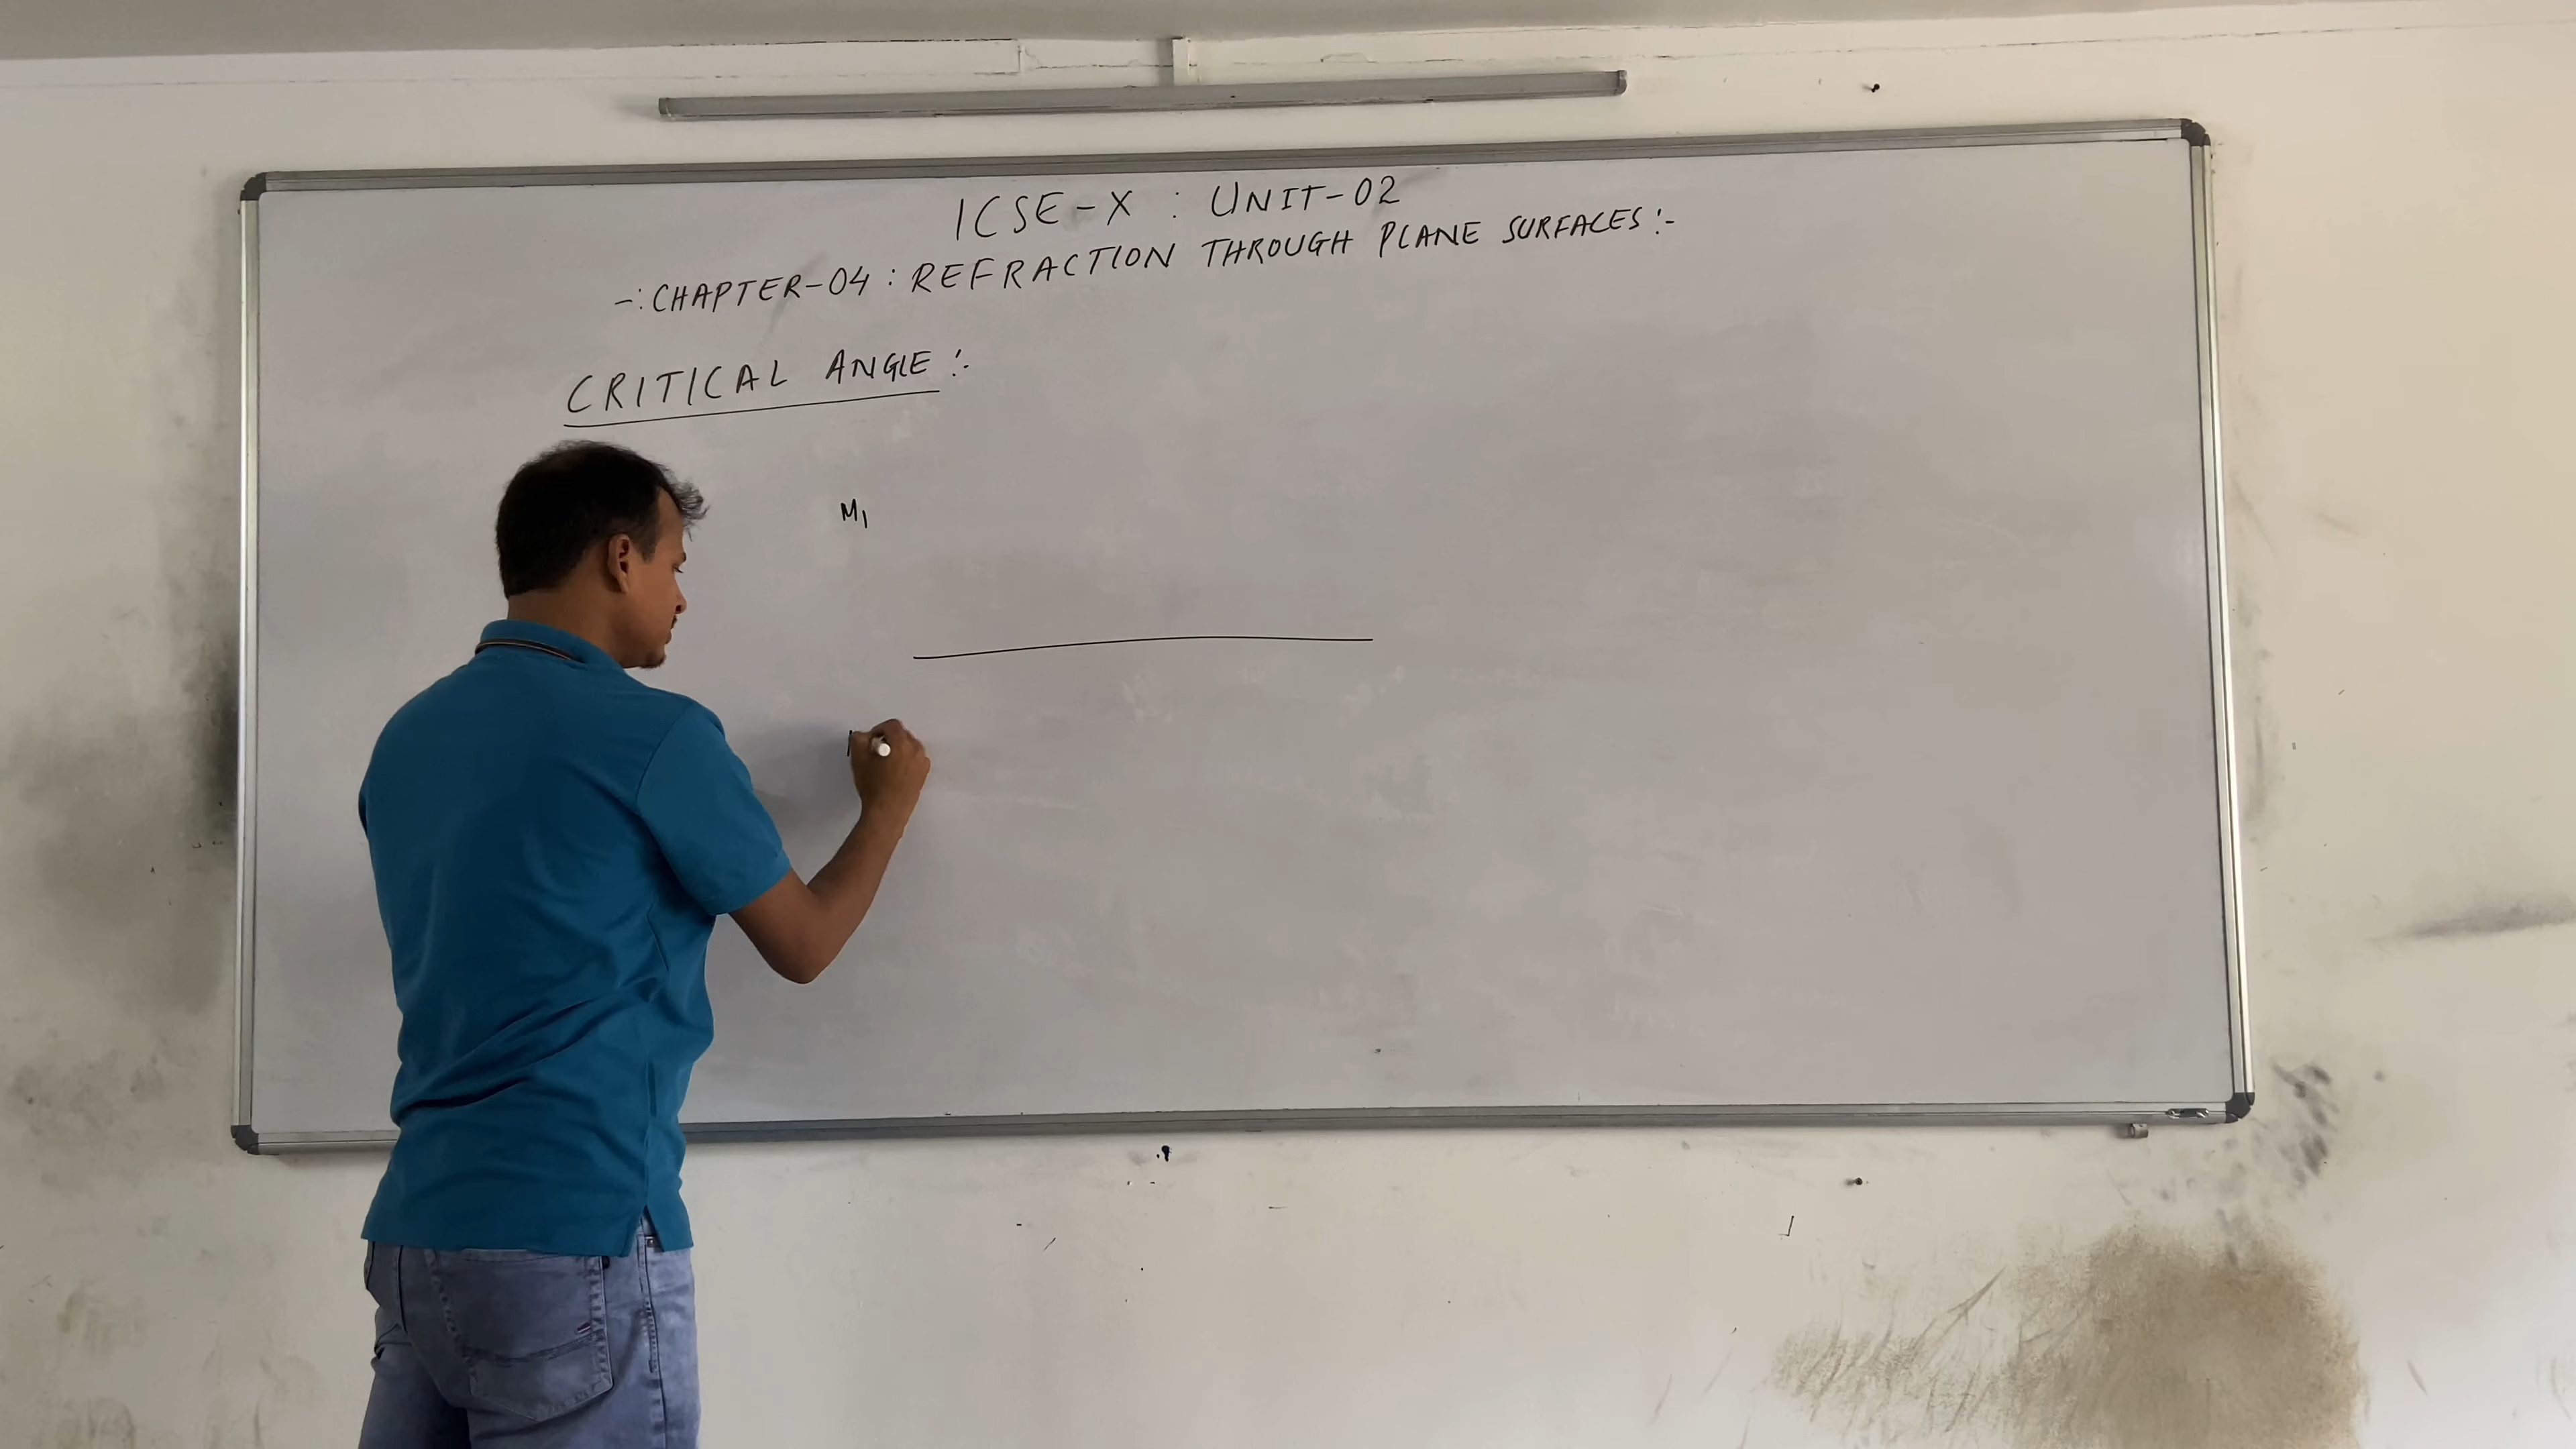 ICSE-X : UNIT-02
-:CHAPTER-04: REFRACTION THROUGH PLANE SURFACES:-
CRITICAL ANGLE:-
M1